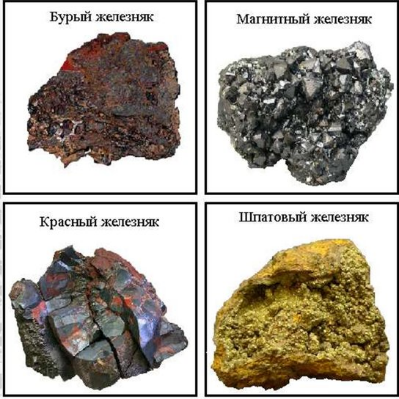 Бурый железняк
Магнитный железняк
Красный железняк
Шпатовый железняк